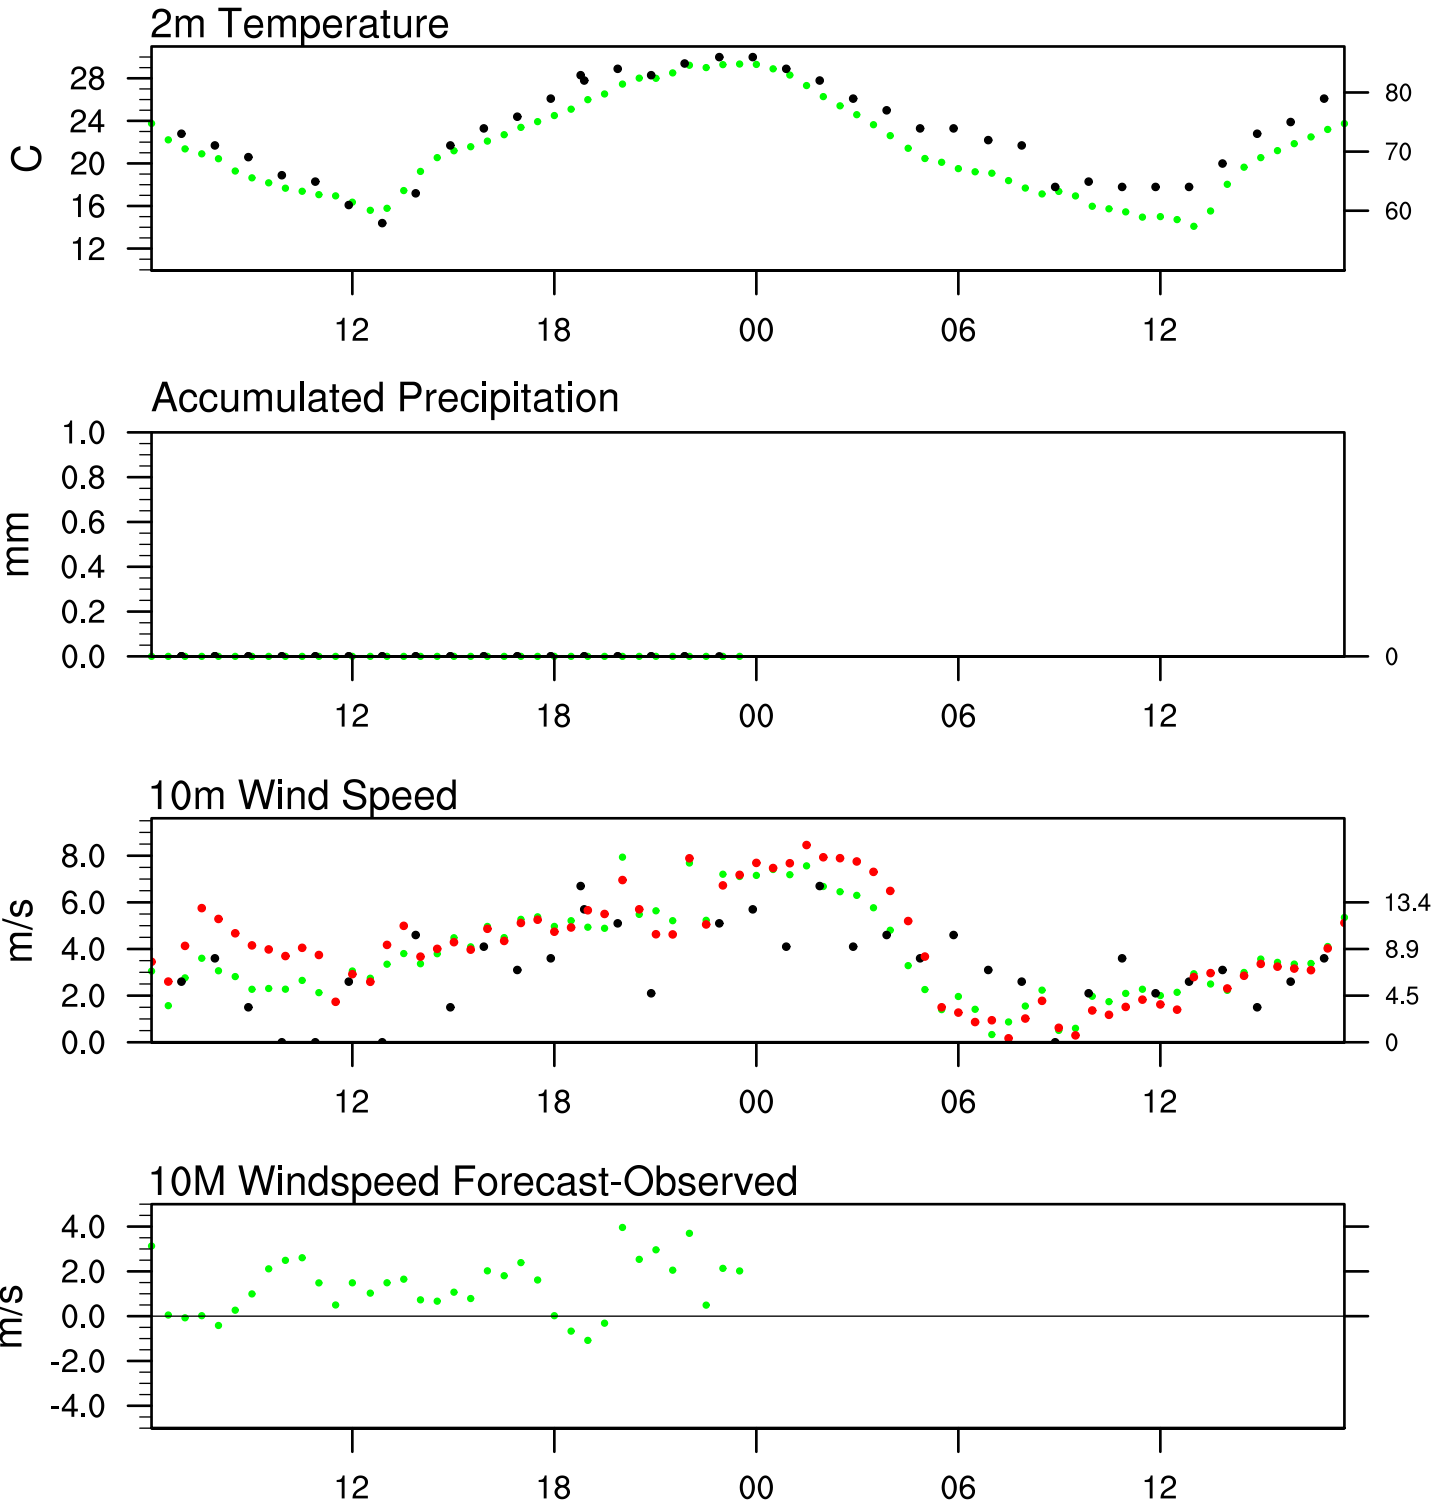 2m Temperature
28
24
20
16
12
C
80
70
60
12 18 00 06 12
Accumulated Precipitation
1.0
0.8
0.6
0.4
0.2
0.0
mm
0
12 18 00 06 12
10m Wind Speed
8.0
6.0
4.0
2.0
0.0
m/s
13.4
8.9
4.5
0
12 18 00 06 12
10M Windspeed Forecast-Observed
4.0
2.0
0.0
-2.0
-4.0
m/s
12 18 00 06 12